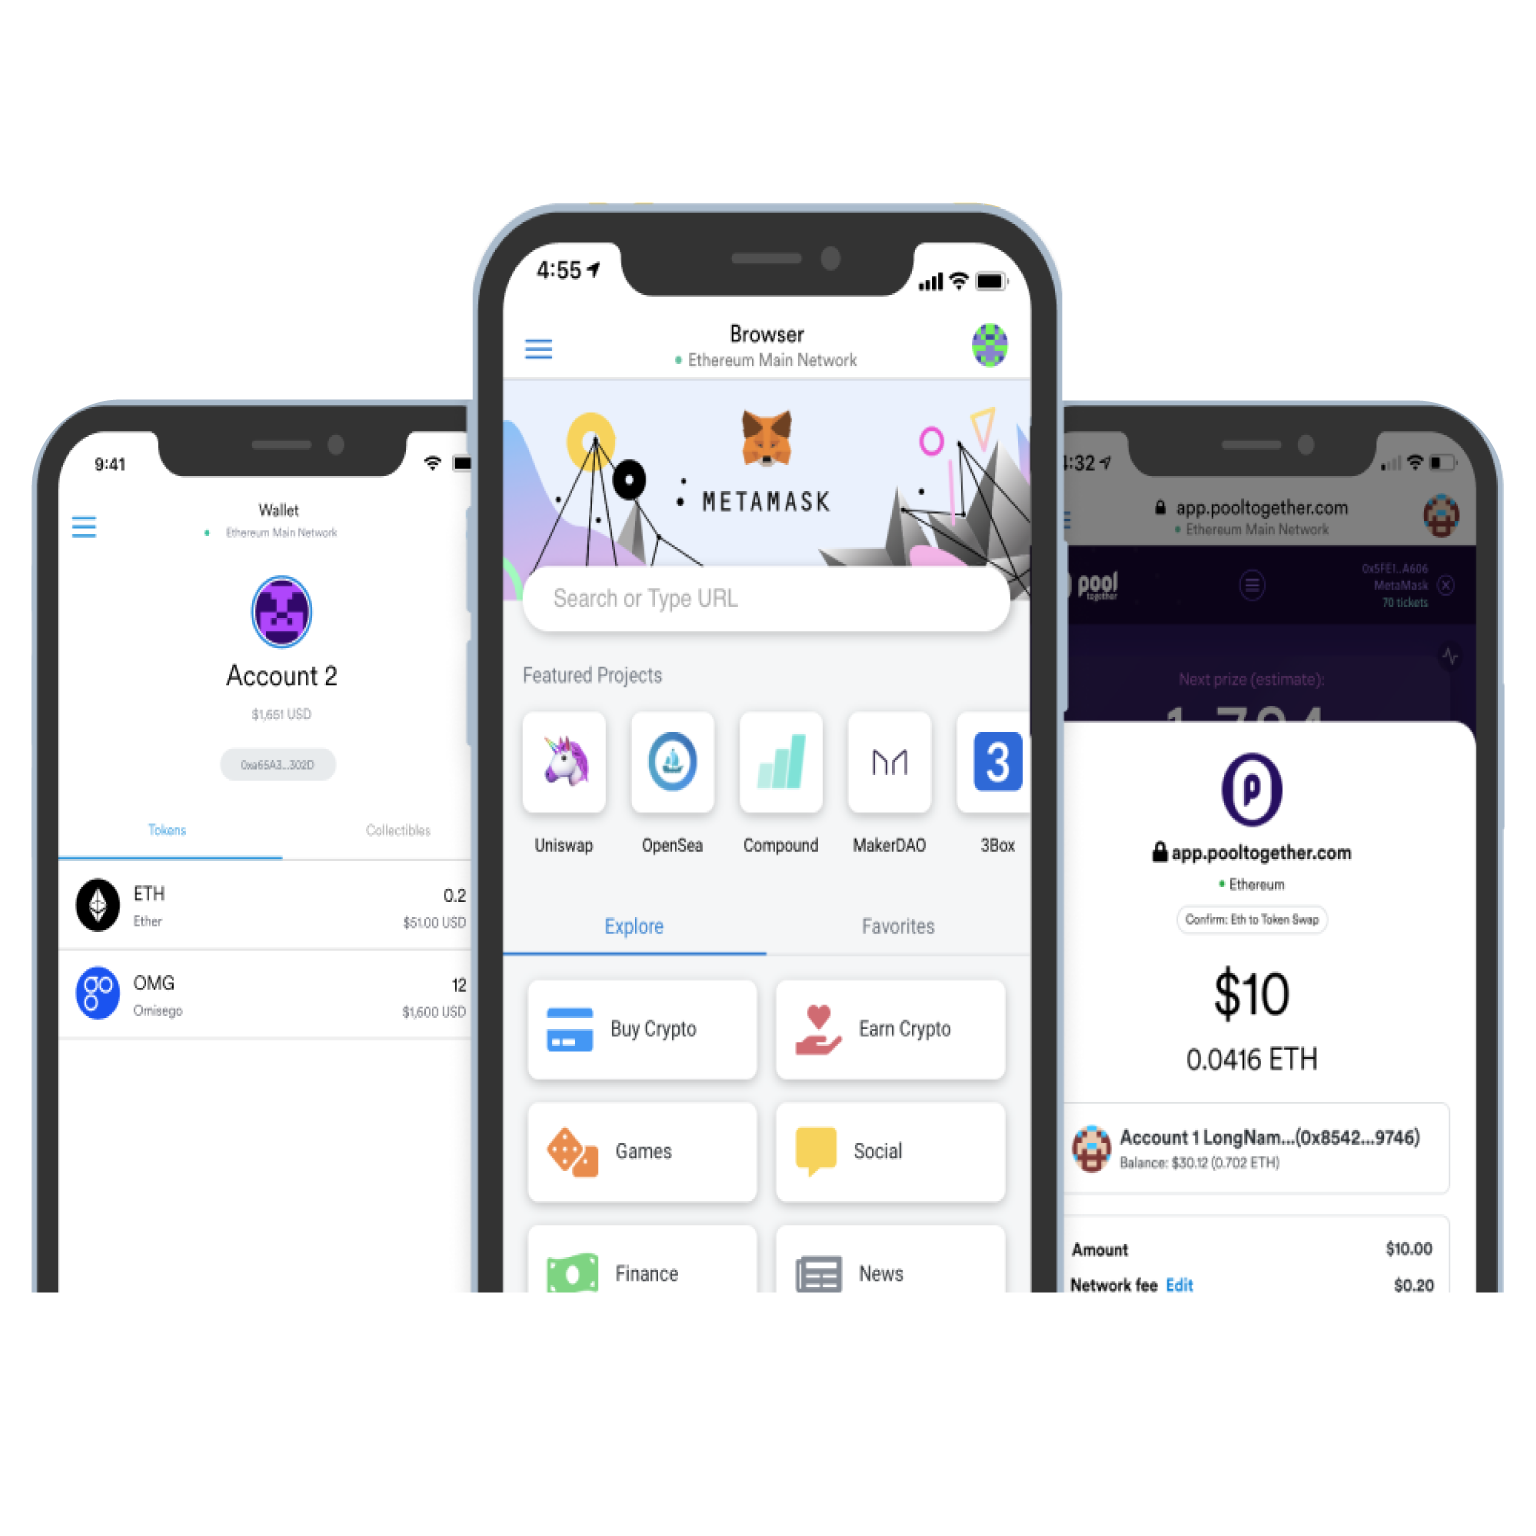 9:41
Wallet
Ethereum Main Network
Account 2
$1,651 USD
0xa65A3...302D
Tokens Collectibles
ETH 0.2
Ether $51.00 USD
OMG 12
Omisego $1,600 USD
4:55
Browser
Ethereum Main Network
METAMASK
Search or Type URL
Featured Projects
3
Uniswap OpenSea Compound MakerDAO 3Box
Explore Favorites
Buy Crypto Earn Crypto
Games Social
Finance News
:32
app.pooltogether.com
Ethereum Main Network
pool
together
0x5FE1..A606
MetaMask
70 tickets
Next prize (estimate):
p
app.pooltogether.com
Ethereum
Confirm: Eth to Token Swap
$10
0.0416 ETH
Account 1 LongNam...(0x8542...9746)
Balance: $30.12 (0.702 ETH)
Amount $10.00
Network fee Edit $0.20